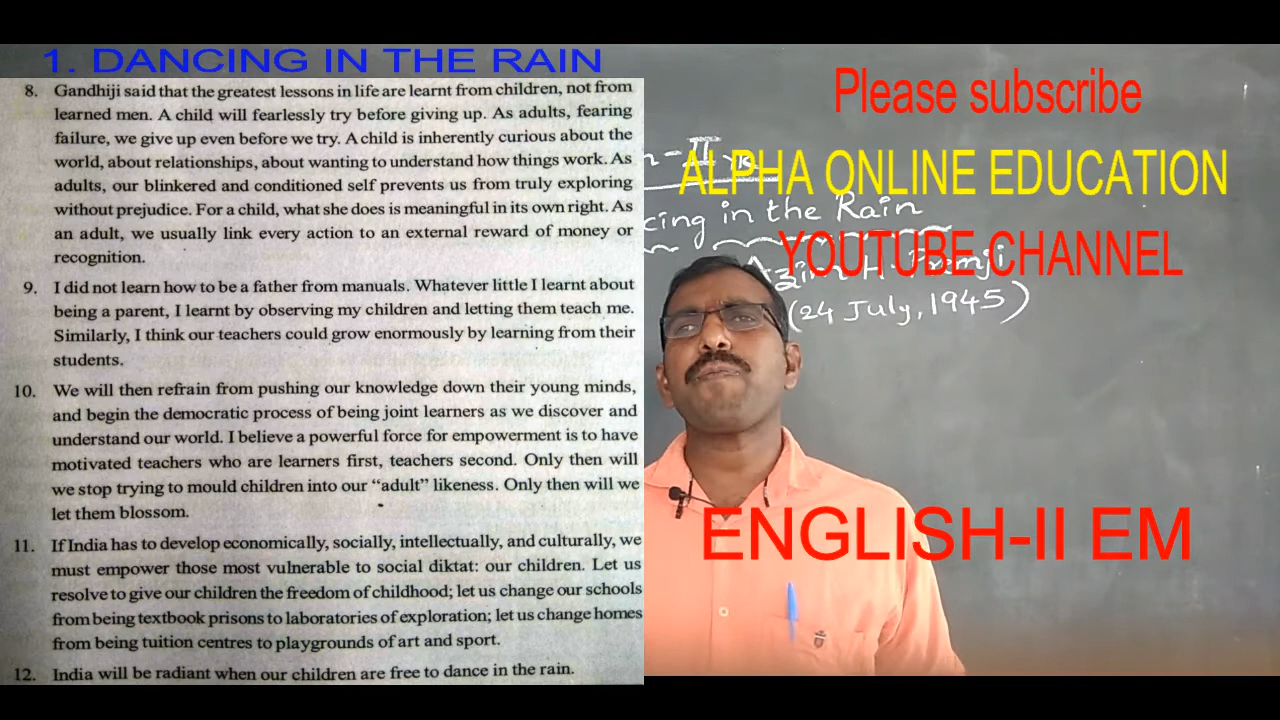 1. DANCING IN THE RAIN
8. Gandhiji said that the greatest lessons in life are learnt from children, not from
learned men. A child will fearlessly try before giving up. As adults, fearing
failure, we give up even before we try. A child is inherently curious about the
world, about relationships, about wanting to understand how things work. As
adults, our blinkered and conditioned self prevents us from truly exploring
without prejudice. For a child, what she does is meaningful in its own right. As
an adult, we usually link every action to an external reward of money or
recognition.
9. I did not learn how to be a father from manuals. Whatever little I learnt about
being a parent, I learnt by observing my children and letting them teach me.
Similarly, I think our teachers could grow enormously by learning from their
students.
10. We will then refrain from pushing our knowledge down their young minds,
and begin the democratic process of being joint learners as we discover and
understand our world. I believe a powerful force for empowerment is to have
motivated teachers who are learners first, teachers second. Only then will
we stop trying to mould children into our “adult” likeness. Only then will we
let them blossom.
11. If India has to develop economically, socially, intellectually, and culturally, we
must empower those most vulnerable to social diktat: our children. Let us
resolve to give our children the freedom of childhood; let us change our schools
from being textbook prisons to laboratories of exploration; let us change homes
from being tuition centres to playgrounds of art and sport.
12. India will be radiant when our children are free to dance in the rain.
Please subscribe
ALPHA ONLINE EDUCATION
YOUTUBE CHANNEL
-II
cing in the Rain
H. Premji
(24 July, 1945)
ENGLISH-II EM